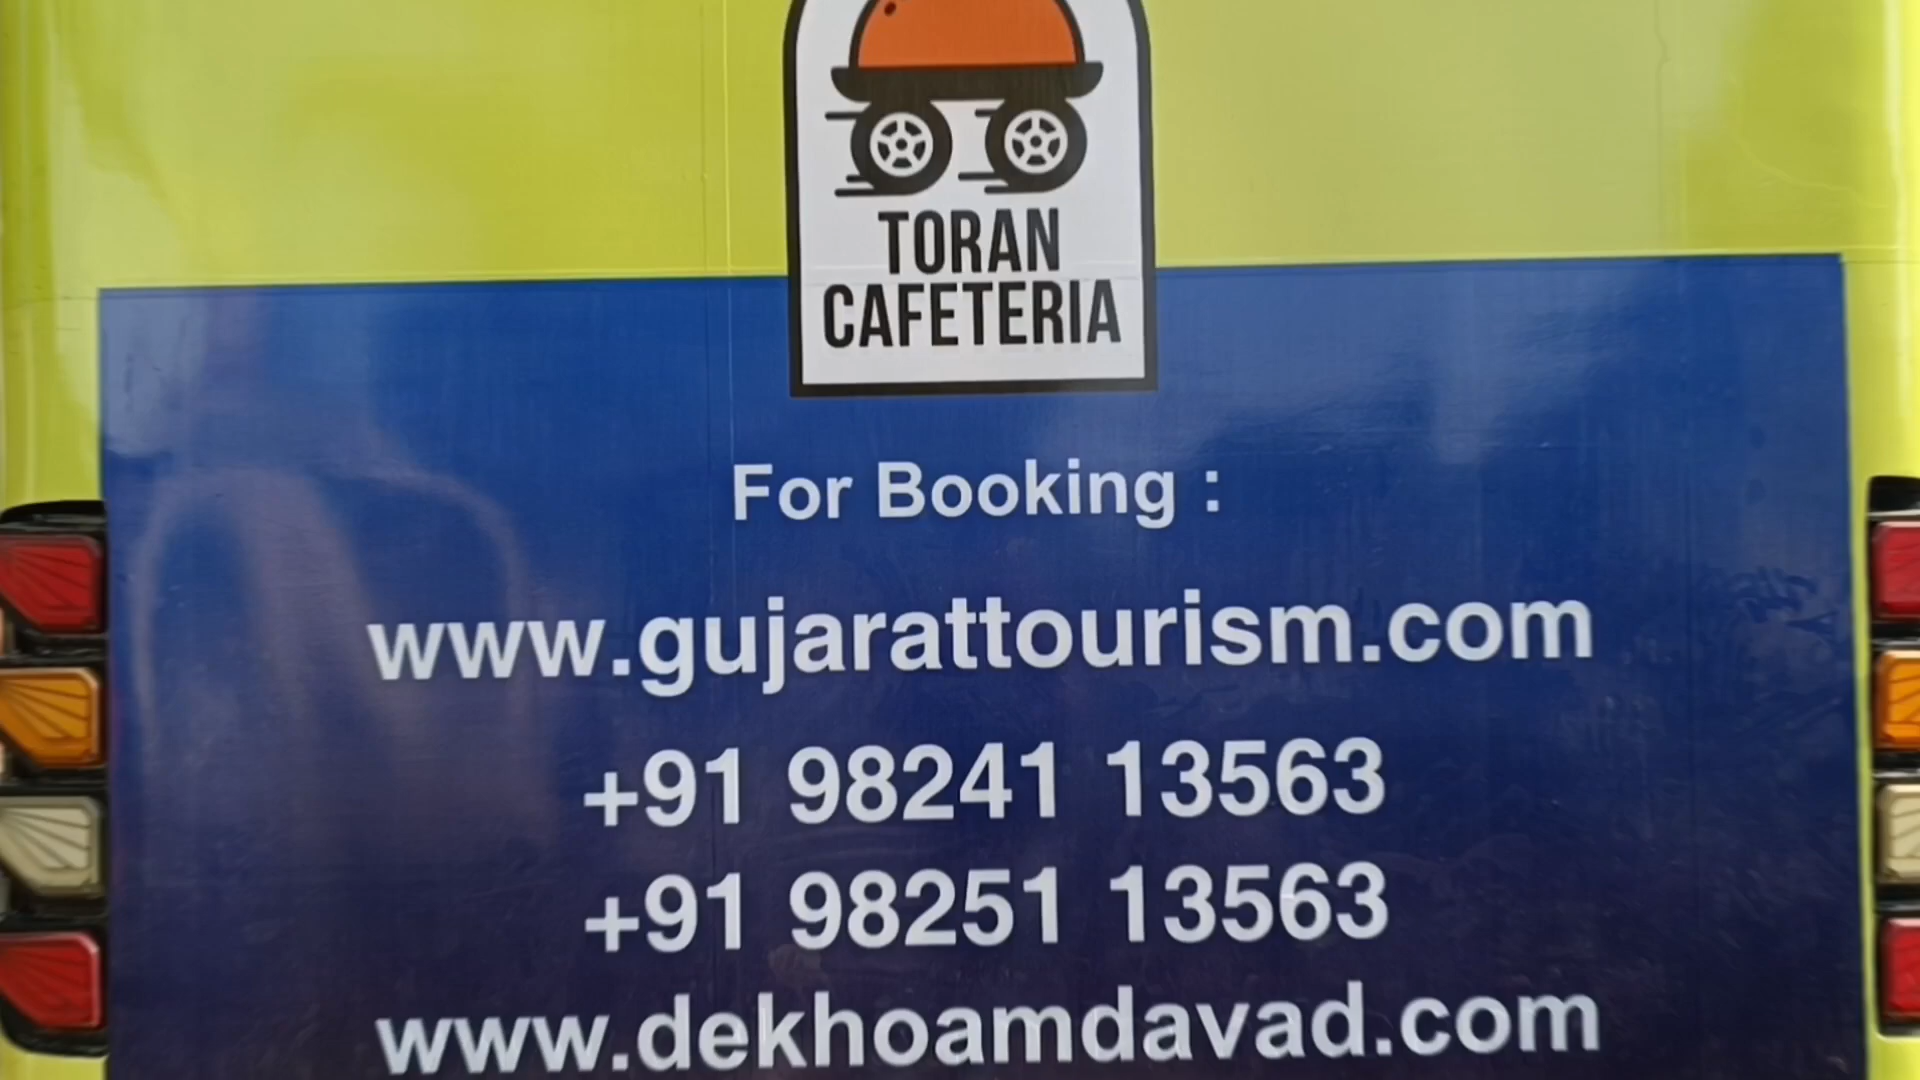 TORAN
CAFETERIA
For Booking :
www.gujarattourism.com
+91 98241 13563
+91 98251 13563
www.dekhoamdavad.com